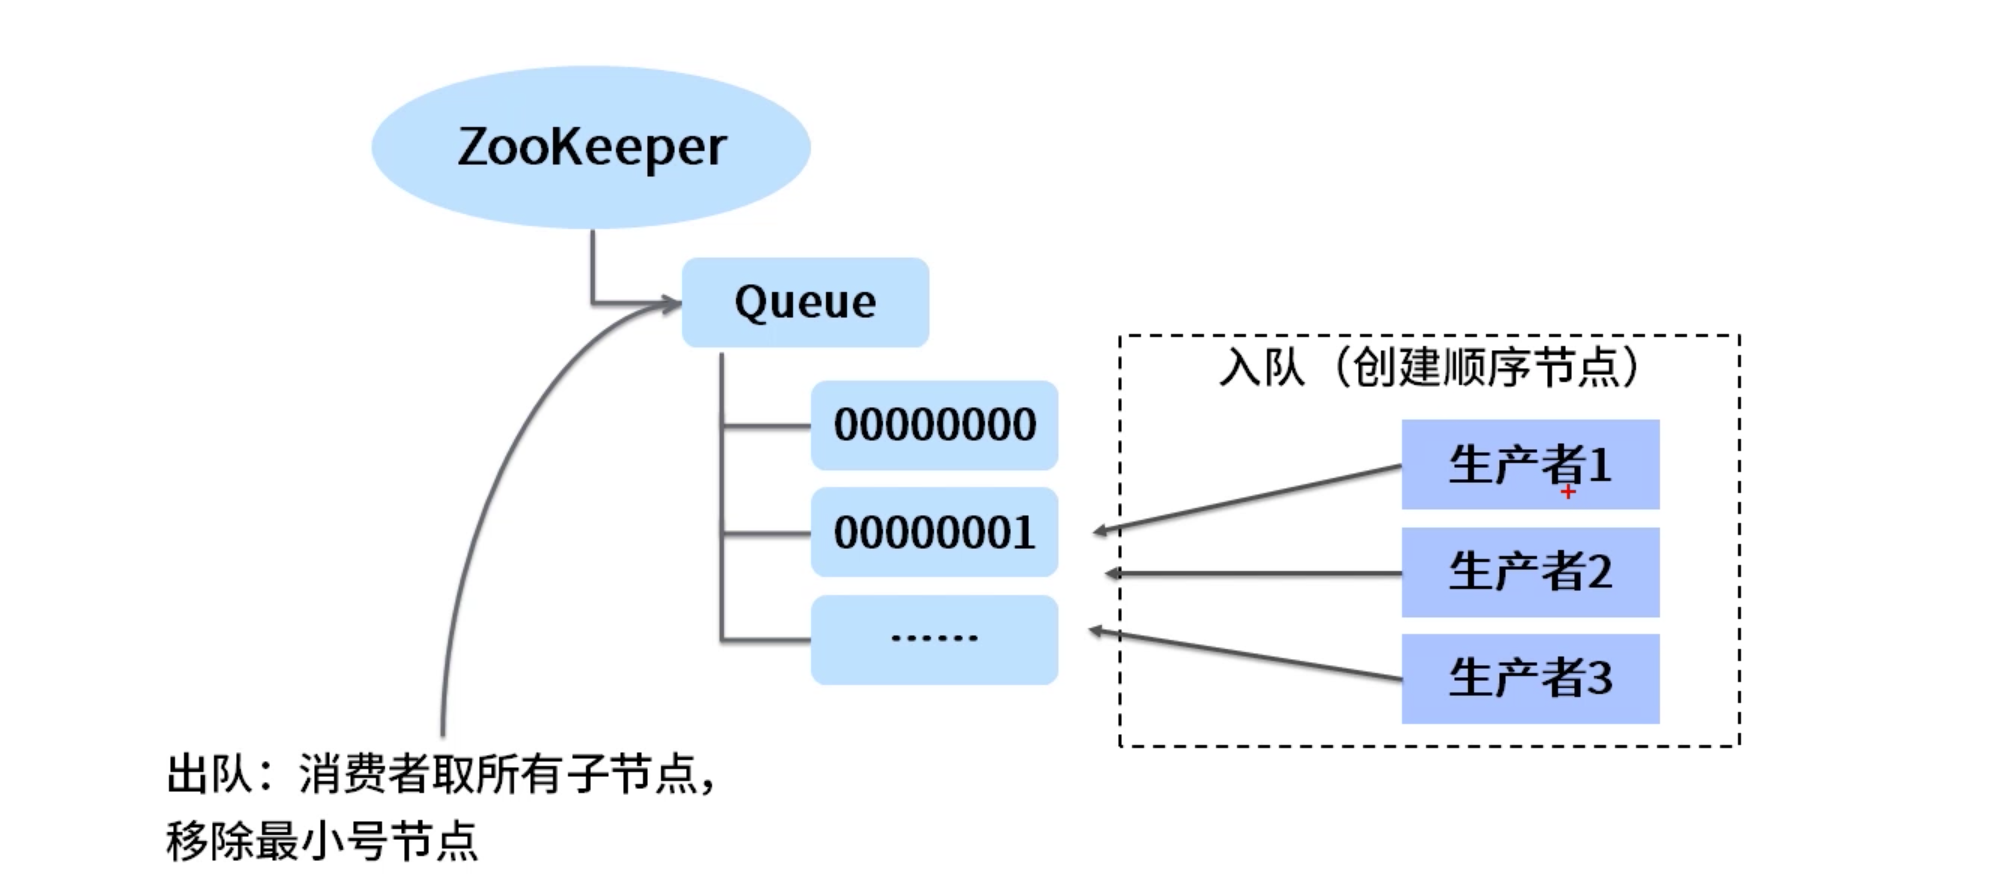 ZooKeeper
Queue
00000000
00000001
……
入队（创建顺序节点）
生产者1
生产者2
生产者3
出队：消费者取所有子节点，
移除最小号节点